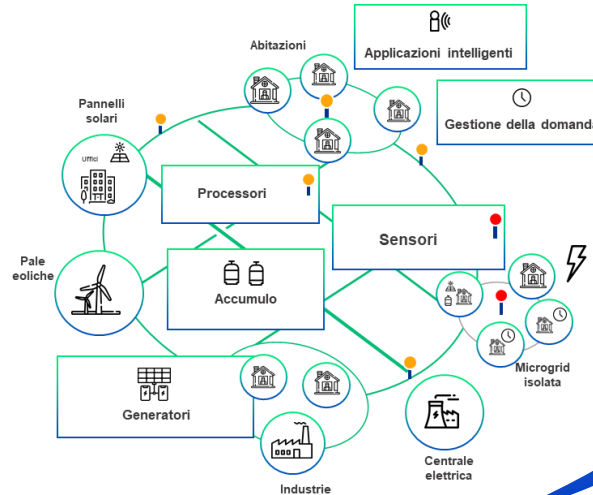 Applicazioni intelligenti
Abitazioni
Gestione della domanda
Pannelli
solari
Uffici
Processori
Sensori
Pale
eoliche
Accumulo
Microgrid
isolata
Generatori
Centrale
elettrica
Industrie